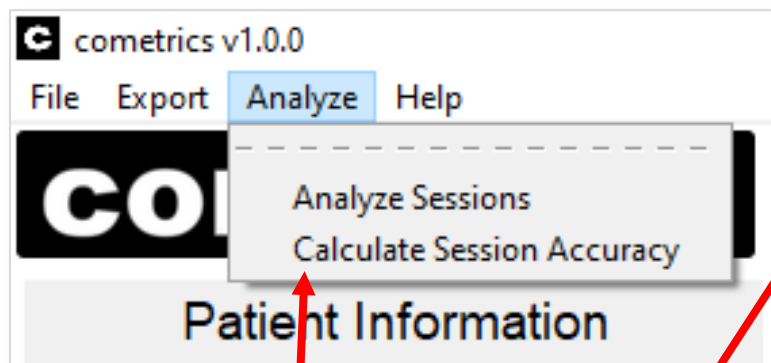 cometrics v1.0.0
File Export Analyze Help
Analyze Sessions
Calculate Session Accuracy
Patient Information